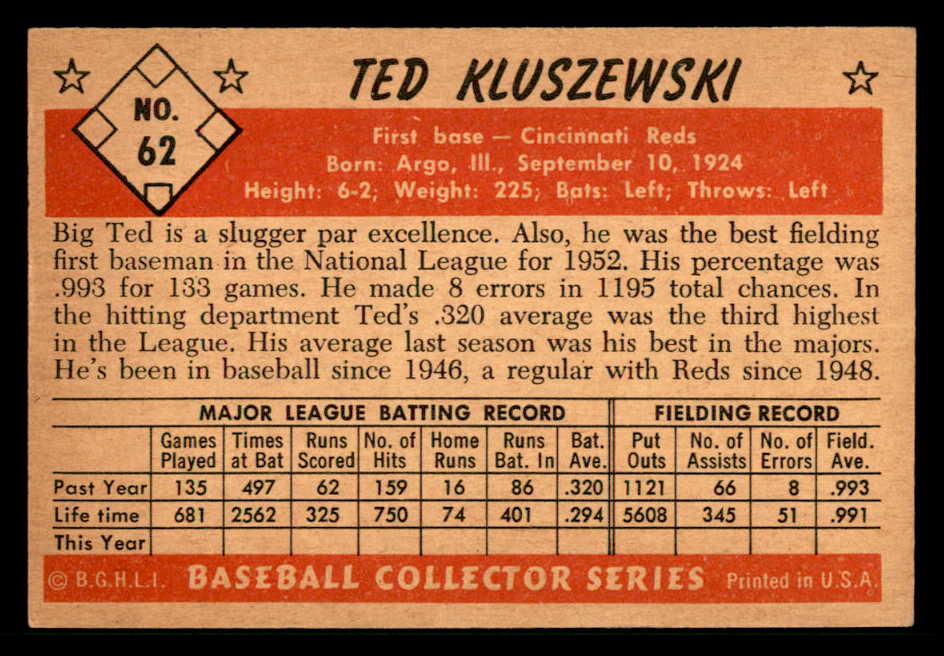 NO.
62
TED KLUSZEWSKI
First base — Cincinnati Reds
Born: Argo, Ill., September 10, 1924
Height: 6-2; Weight: 225; Bats: Left; Throws: Left
Big Ted is a slugger par excellence. Also, he was the best fielding
first baseman in the National League for 1952. His percentage was
.993 for 133 games. He made 8 errors in 1195 total chances. In
the hitting department Ted's .320 average was the third highest
in the League. His average last season was his best in the majors.
He's been in baseball since 1946, a regular with Reds since 1948.
MAJOR LEAGUE BATTING RECORD FIELDING RECORD
Games Times Runs No. of Home Runs Bat. Put No. of No. of Field.
Played at Bat Scored Hits Runs Bat. In Ave. Outs Assists Errors Ave.
Past Year 135 497 62 159 16 86 .320 1121 66 8 .993
Life time 681 2562 325 750 74 401 .294 5608 345 51 .991
This Year
© B.G.H.L.I. BASEBALL COLLECTOR SERIES Printed in U.S.A.